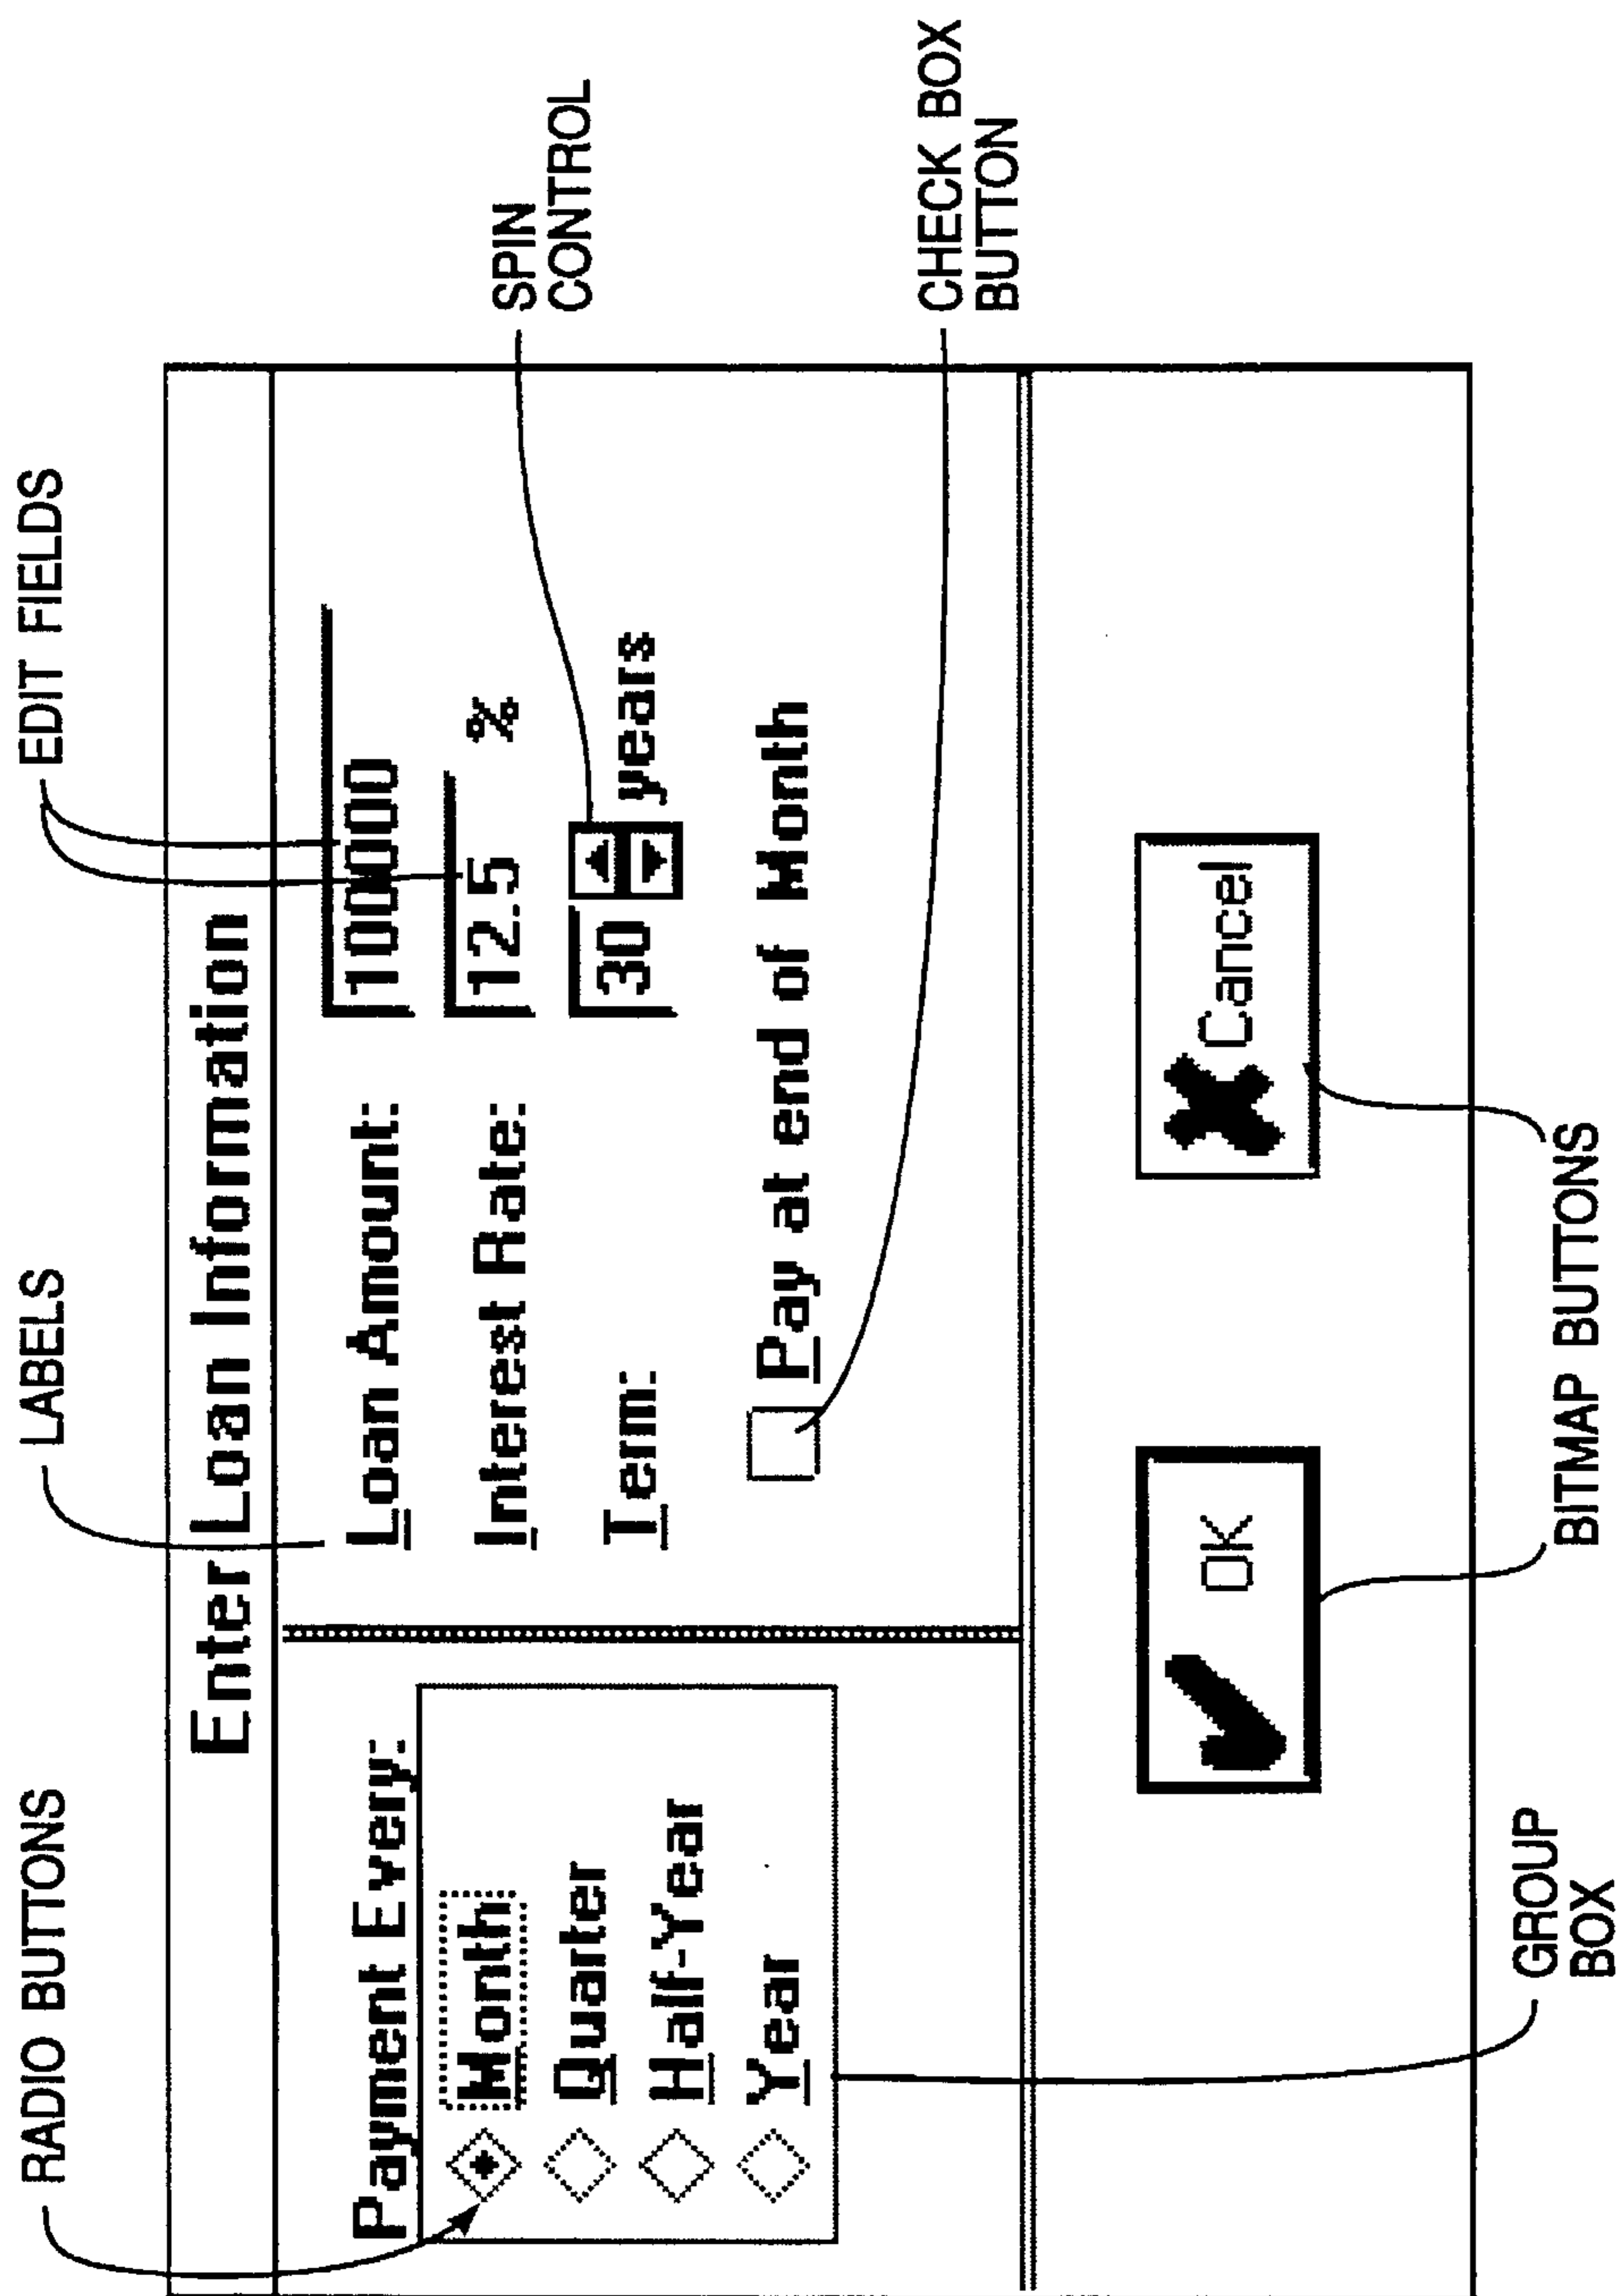 RADIO BUTTONS
LABELS
EDIT FIELDS
Enter Loan Information
Payment Every:
Month
Quarter
Half-Year
Year
Loan Amount: 100000
Interest Rate: 12.5 %
Term: 30 years
Pay at end of Month
SPIN
CONTROL
CHECK BOX
BUTTON
OK
Cancel
GROUP
BOX
BITMAP BUTTONS